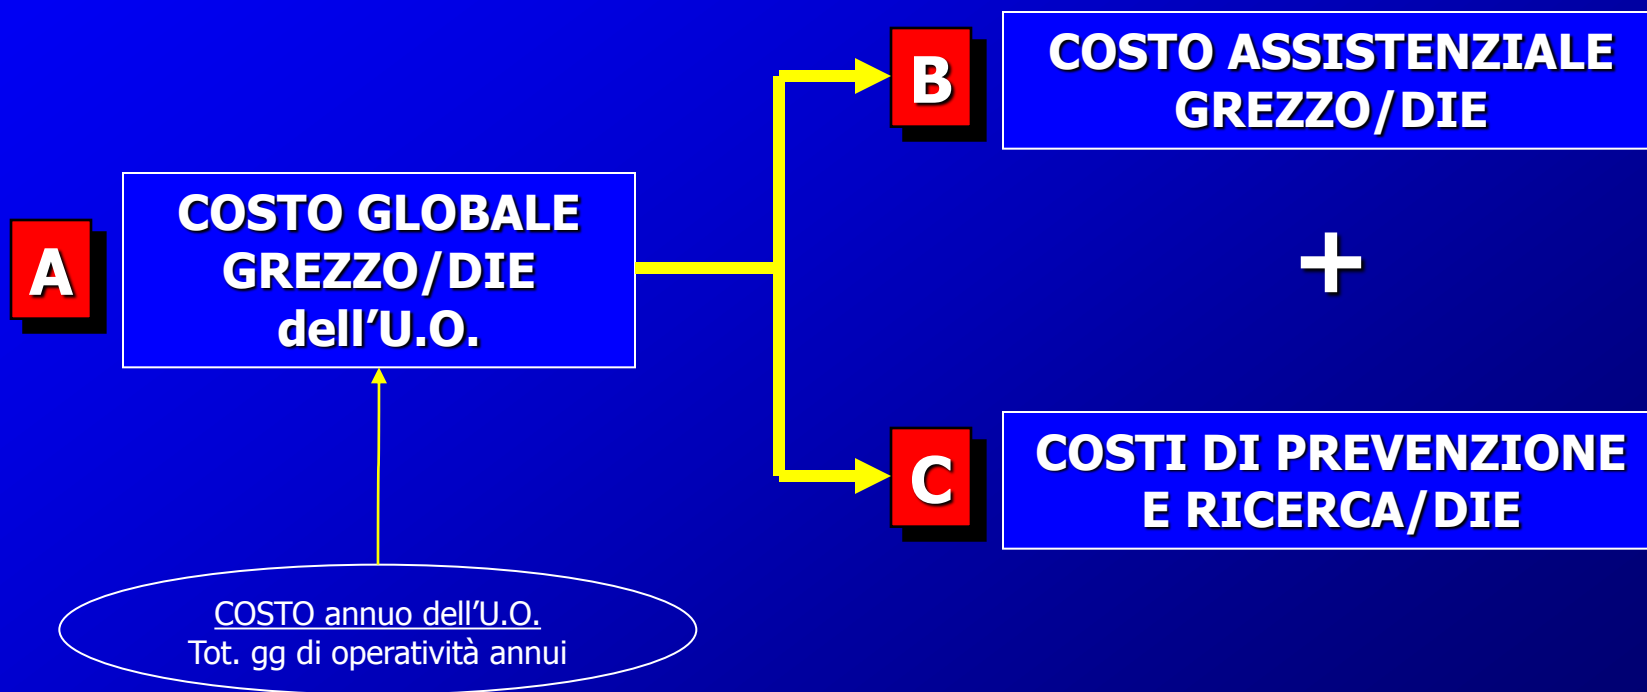 A
COSTO GLOBALE
GREZZO/DIE
dell’U.O.
COSTO annuo dell’U.O.
Tot. gg di operatività annui
B
COSTO ASSISTENZIALE
GREZZO/DIE
+
C
COSTI DI PREVENZIONE
E RICERCA/DIE